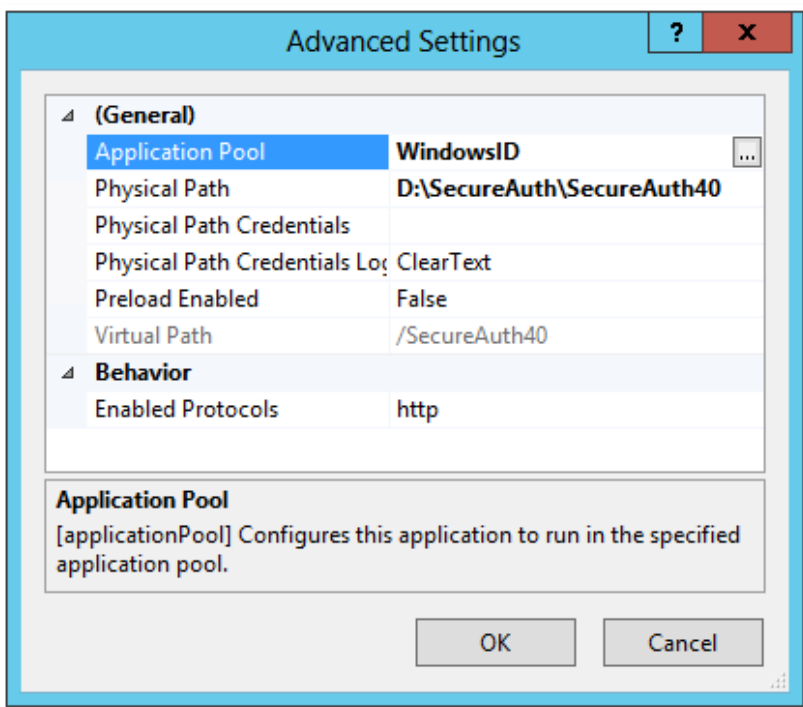 Advanced Settings
?
x
(General)
Application Pool WindowsID ...
Physical Path D:\SecureAuth\SecureAuth40
Physical Path Credentials
Physical Path Credentials Log ClearText
Preload Enabled False
Virtual Path /SecureAuth40
Behavior
Enabled Protocols http
Application Pool
[applicationPool] Configures this application to run in the specified
application pool.
OK Cancel